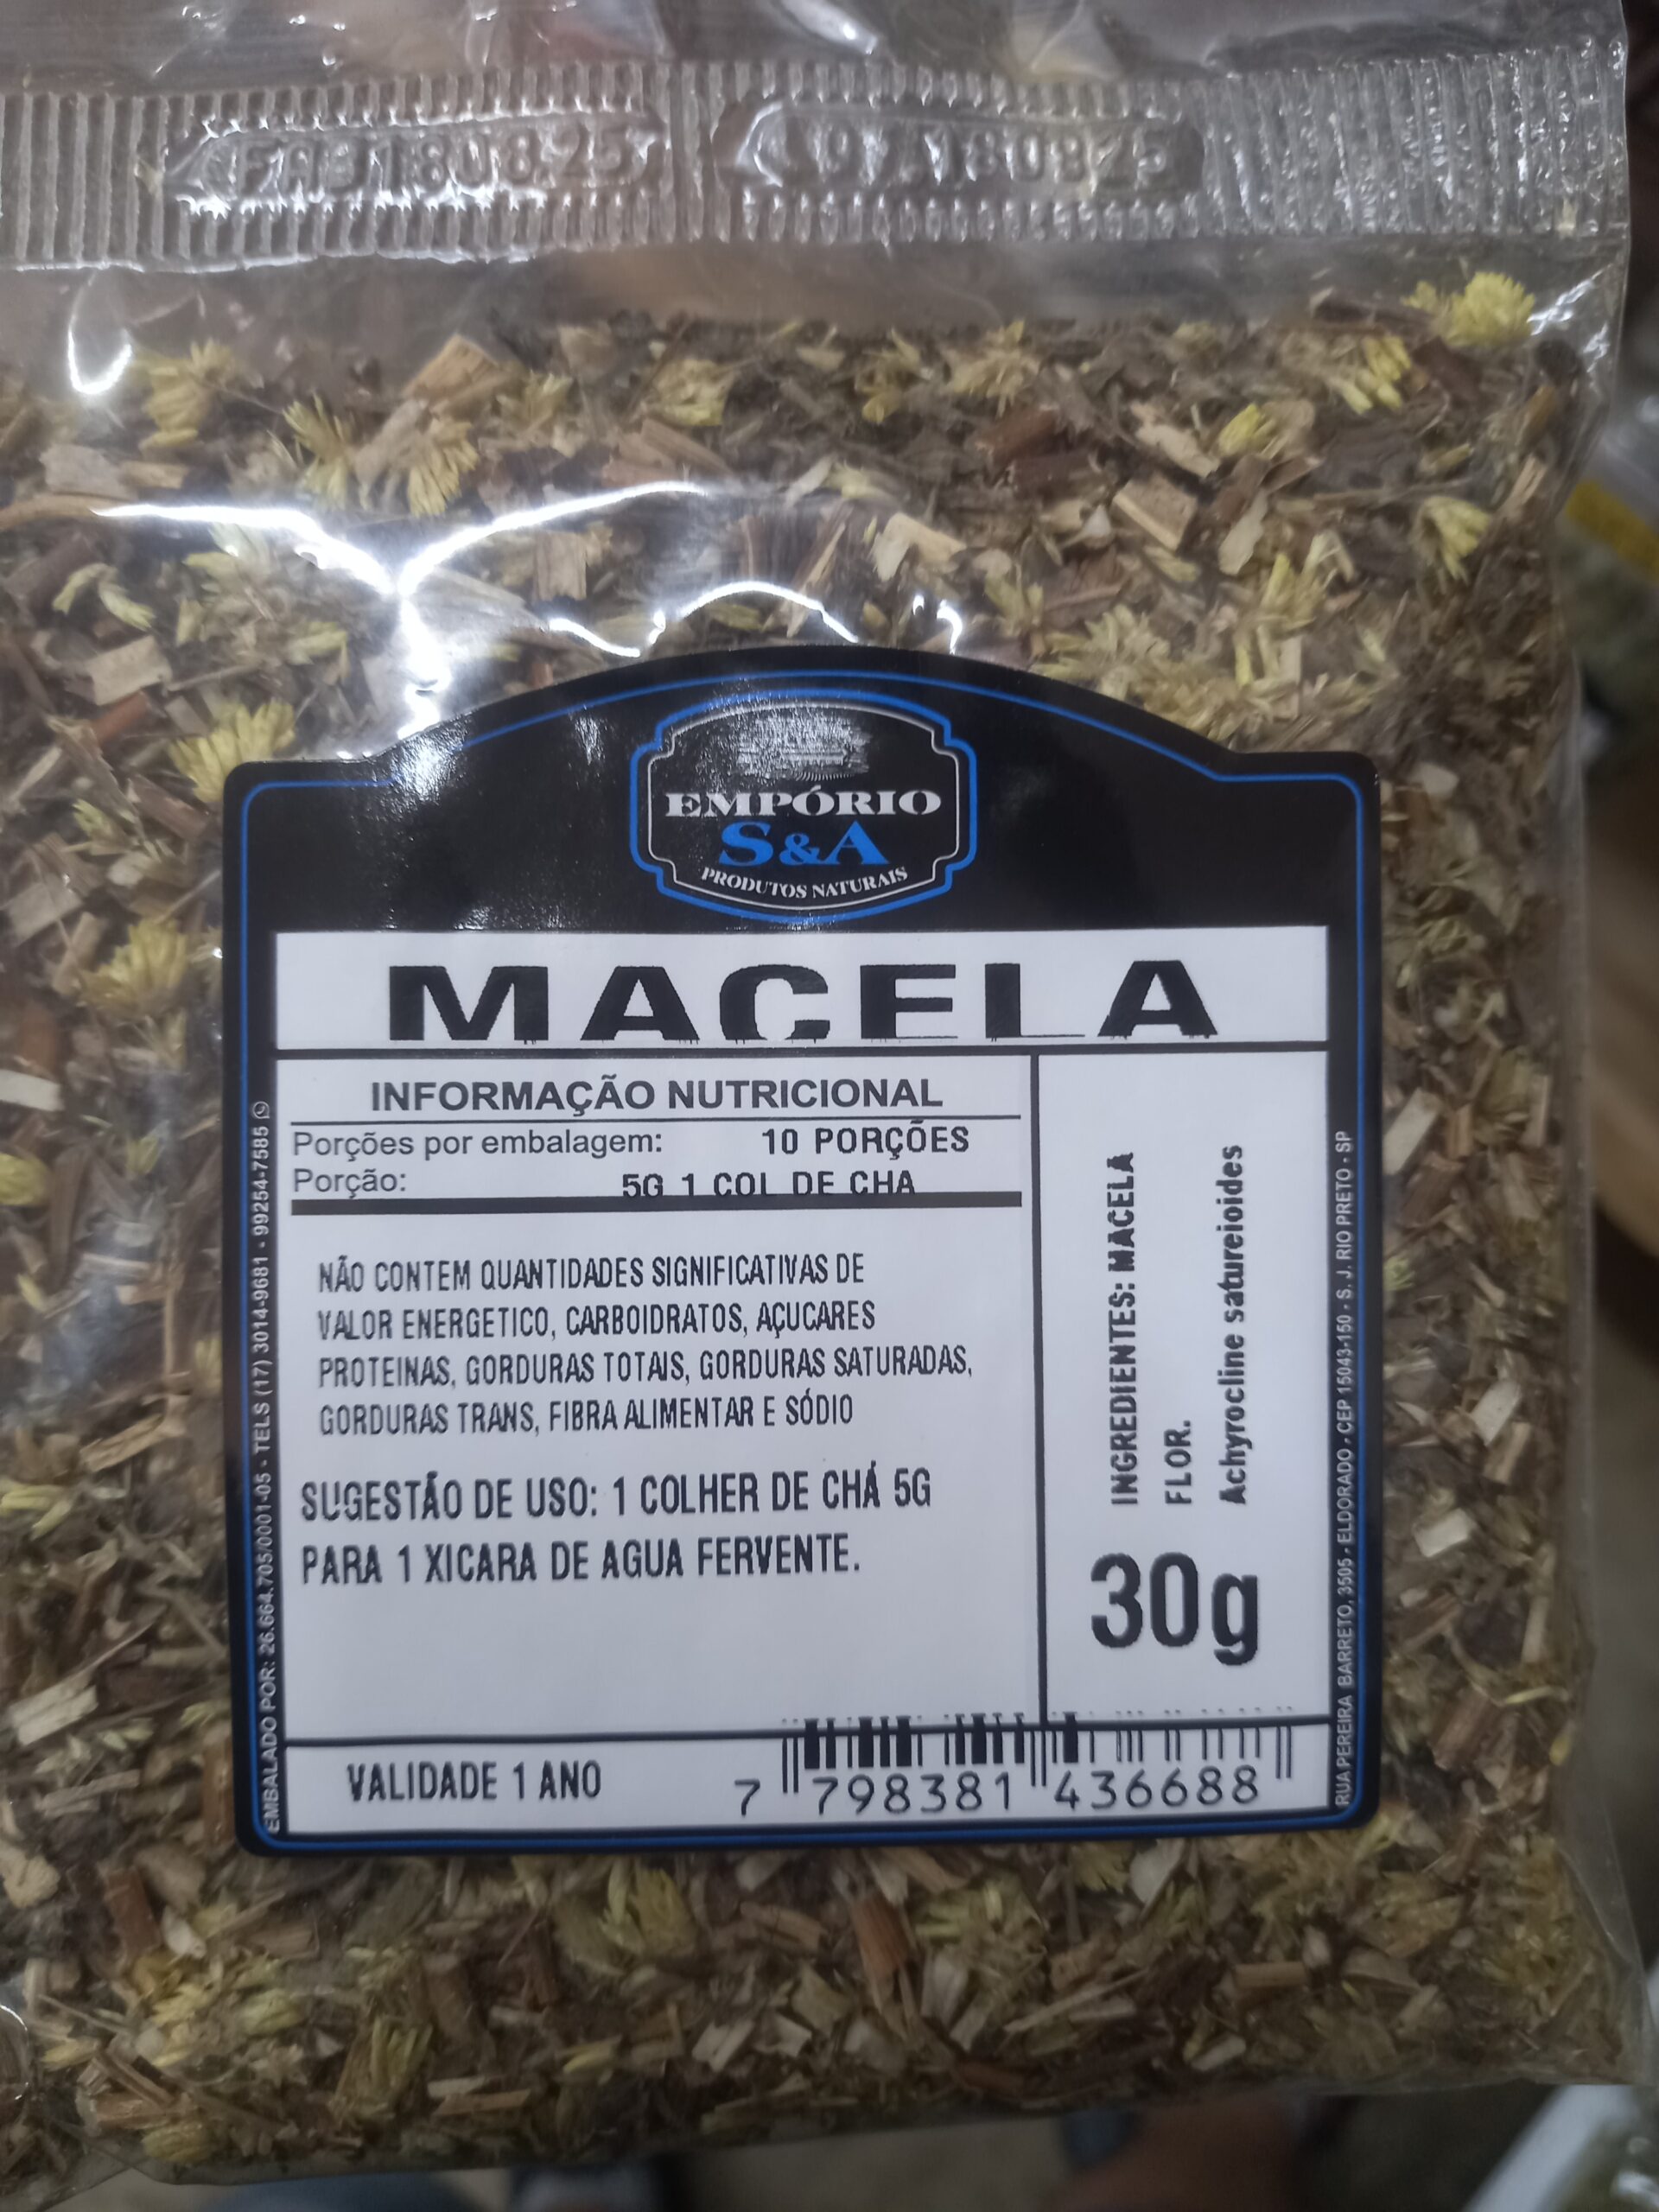 FAB180825
180825
EMPÓRIO
S&A
PRODUTOS NATURAIS
MACELA
INFORMAÇÃO NUTRICIONAL
Porções por embalagem: 10 PORÇÕES
Porção: 5G 1 COL DE CHA
NÃO CONTEM QUANTIDADES SIGNIFICATIVAS DE
VALOR ENERGETICO, CARBOIDRATOS, AÇUCARES
PROTEINAS, GORDURAS TOTAIS, GORDURAS SATURADAS,
GORDURAS TRANS, FIBRA ALIMENTAR E SÓDIO
SUGESTÃO DE USO: 1 COLHER DE CHÁ 5G
PARA 1 XICARA DE AGUA FERVENTE.
INGREDIENTES: MACELA
FLOR.
Achyrocline satureioides
30g
VALIDADE 1 ANO
7 798381 436688
EMBALADO POR: 26.664.705/0001-05 - TELS (17) 3014-9681 - 99254-7585
RUA PEREIRA BARRETO, 3505 - ELDORADO - CEP 15043-150 - S. J. RIO PRETO - SP